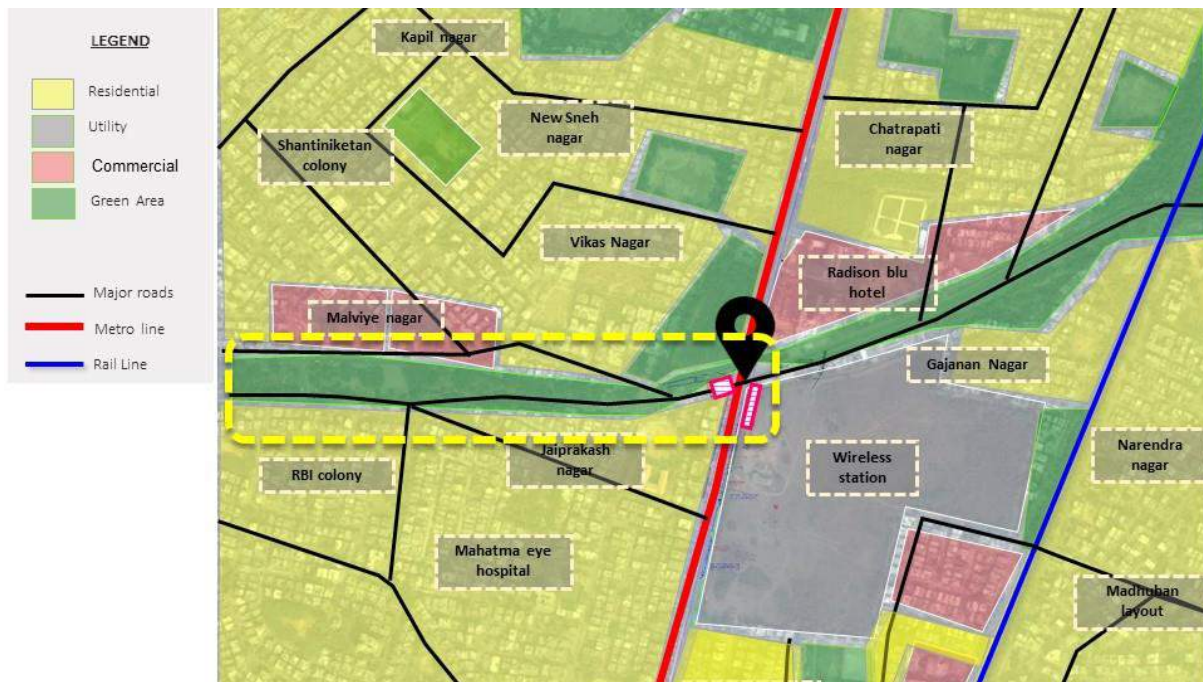 LEGEND
Residential
Utility
Commercial
Green Area
Major roads
Metro line
Rail Line
Kapil nagar
New Sneh
nagar
Chatrapati
nagar
Shantiniketan
colony
Vikas Nagar
Radison blu
hotel
Malviye nagar
Gajanan Nagar
Jaiprakash
nagar
RBI colony
Wireless
station
Narendra
nagar
Mahatma eye
hospital
Madhuban
layout